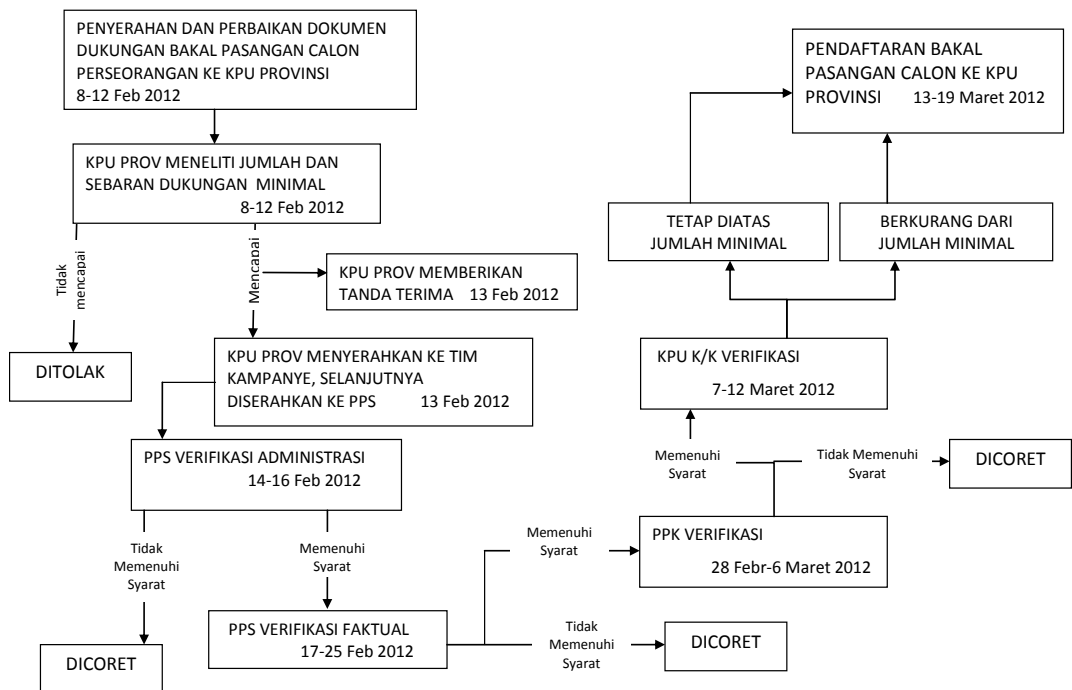 PENYERAHAN DAN PERBAIKAN DOKUMEN
DUKUNGAN BAKAL PASANGAN CALON
PERSEORANGAN KE KPU PROVINSI
8-12 Feb 2012
KPU PROV MENELITI JUMLAH DAN
SEBARAN DUKUNGAN MINIMAL
8-12 Feb 2012
Tidak
mencapai
Mencapai
KPU PROV MEMBERIKAN
TANDA TERIMA 13 Feb 2012
DITOLAK
KPU PROV MENYERAHKAN KE TIM
KAMPANYE, SELANJUTNYA
DISERAHKAN KE PPS 13 Feb 2012
PPS VERIFIKASI ADMINISTRASI
14-16 Feb 2012
Tidak
Memenuhi
Syarat
Memenuhi
Syarat
DICORET
PPS VERIFIKASI FAKTUAL
17-25 Feb 2012
Memenuhi
Syarat
Tidak
Memenuhi
Syarat
DICORET
PPK VERIFIKASI
28 Febr-6 Maret 2012
Memenuhi
Syarat
Tidak Memenuhi
Syarat
DICORET
KPU K/K VERIFIKASI
7-12 Maret 2012
TETAP DIATAS
JUMLAH MINIMAL
BERKURANG DARI
JUMLAH MINIMAL
PENDAFTARAN BAKAL
PASANGAN CALON KE KPU
PROVINSI 13-19 Maret 2012